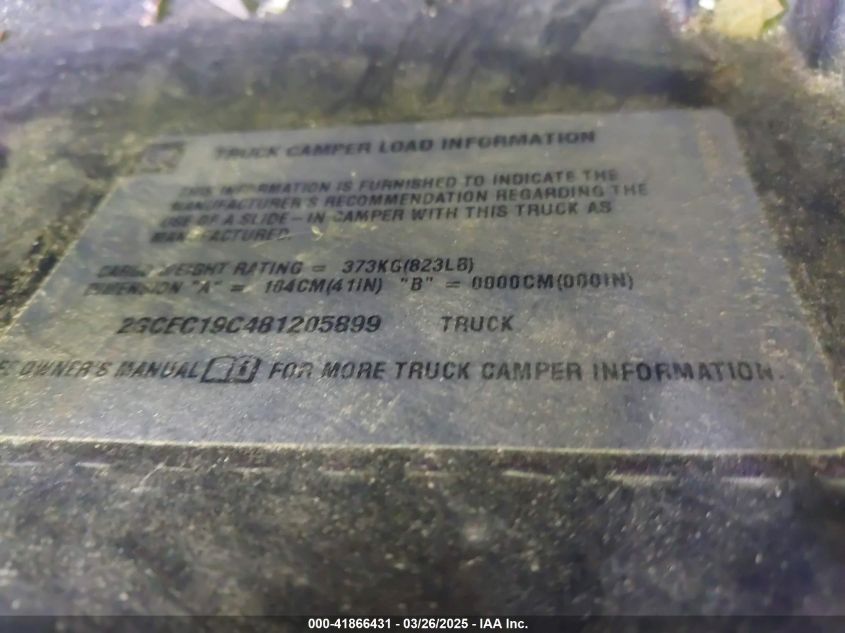 TRUCK CAMPER LOAD INFORMATION
THIS INFORMATION IS FURNISHED TO INDICATE THE
MANUFACTURER'S RECOMMENDATION REGARDING THE
USE OF A SLIDE-IN CAMPER WITH THIS TRUCK AS
MANUFACTURED.
CARGO WEIGHT RATING = 373KG(823LB)
DIMENSION "A" = 104CM(41IN) "B" = 0000CM(000IN)
2GCEC19C481205899 TRUCK
OWNER'S MANUAL FOR MORE TRUCK CAMPER INFORMATION.
000-41866431 - 03/26/2025 - IAA Inc.